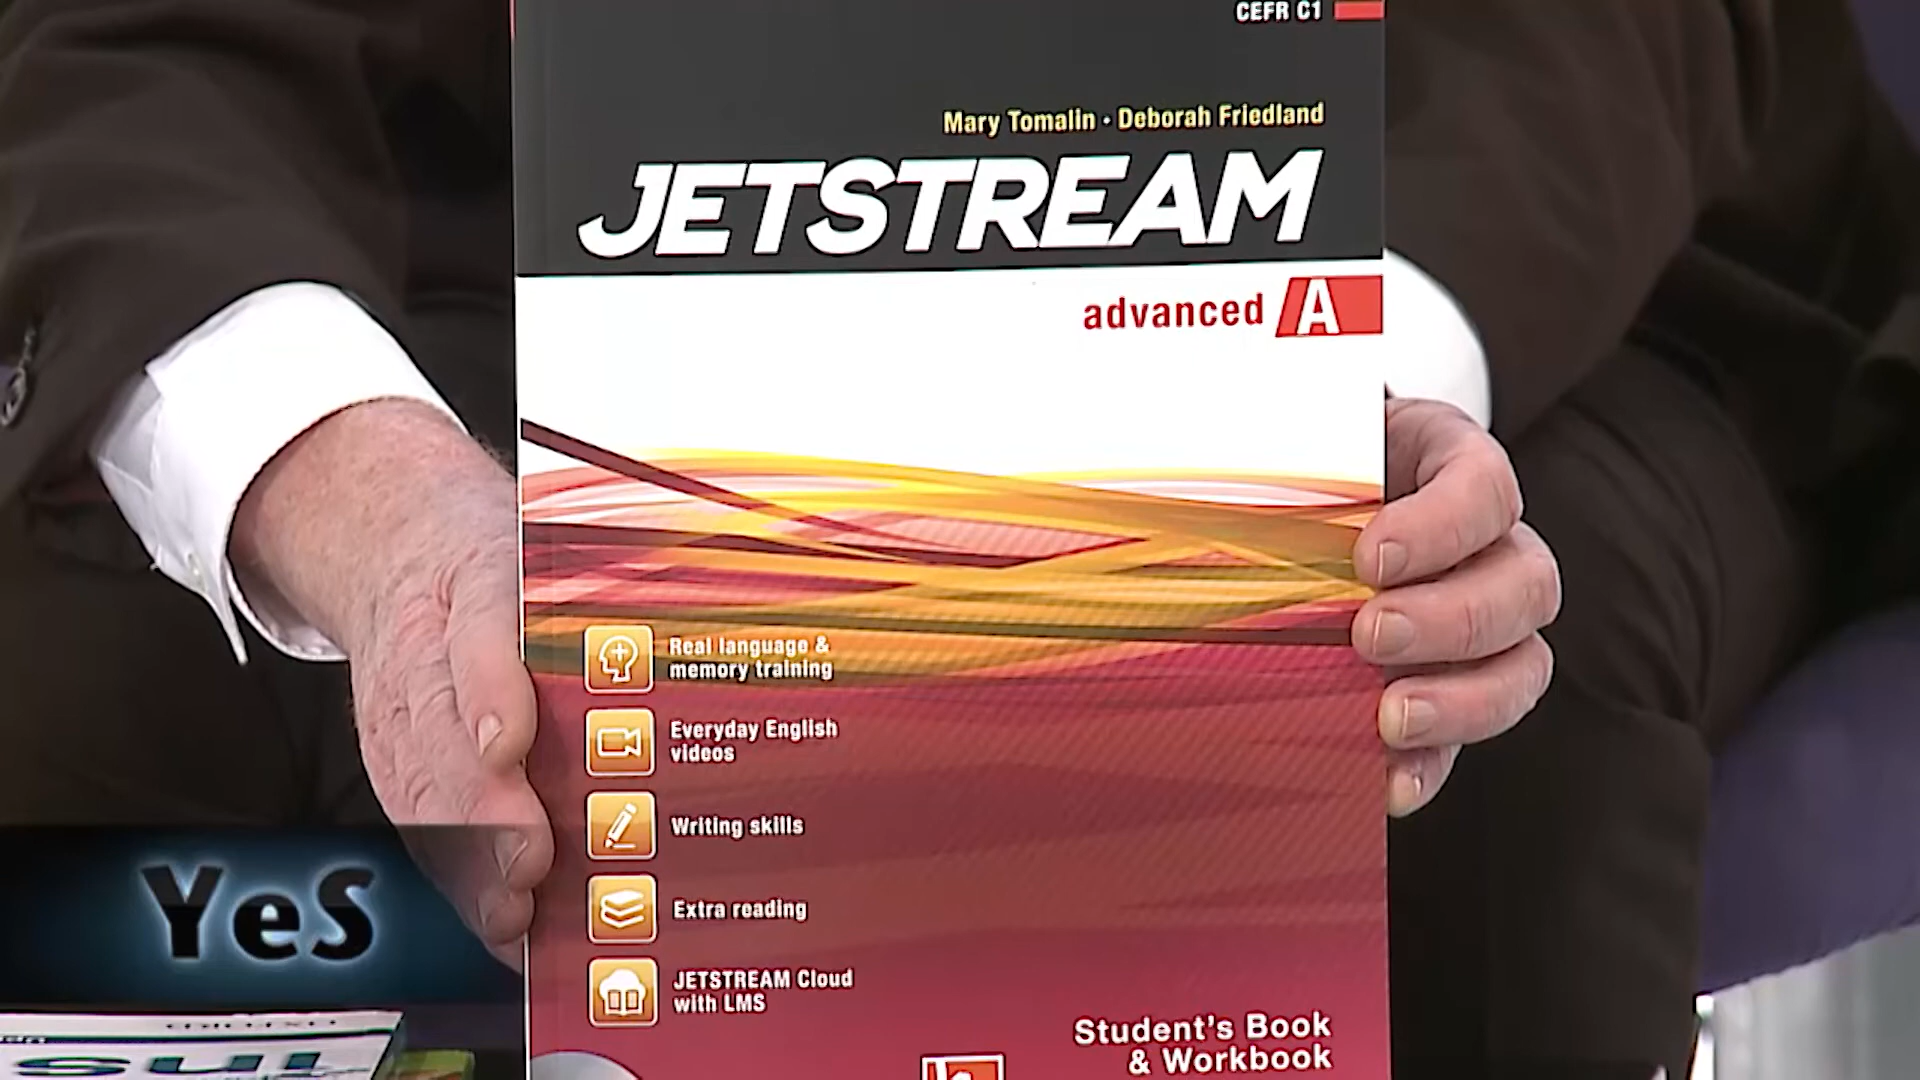 CEFR C1
Mary Tomalin • Deborah Friedland
JETSTREAM
advanced A
Real language &
memory training
Everyday English
videos
Writing skills
Extra reading
JETSTREAM Cloud
with LMS
Student's Book
& Workbook
YeS